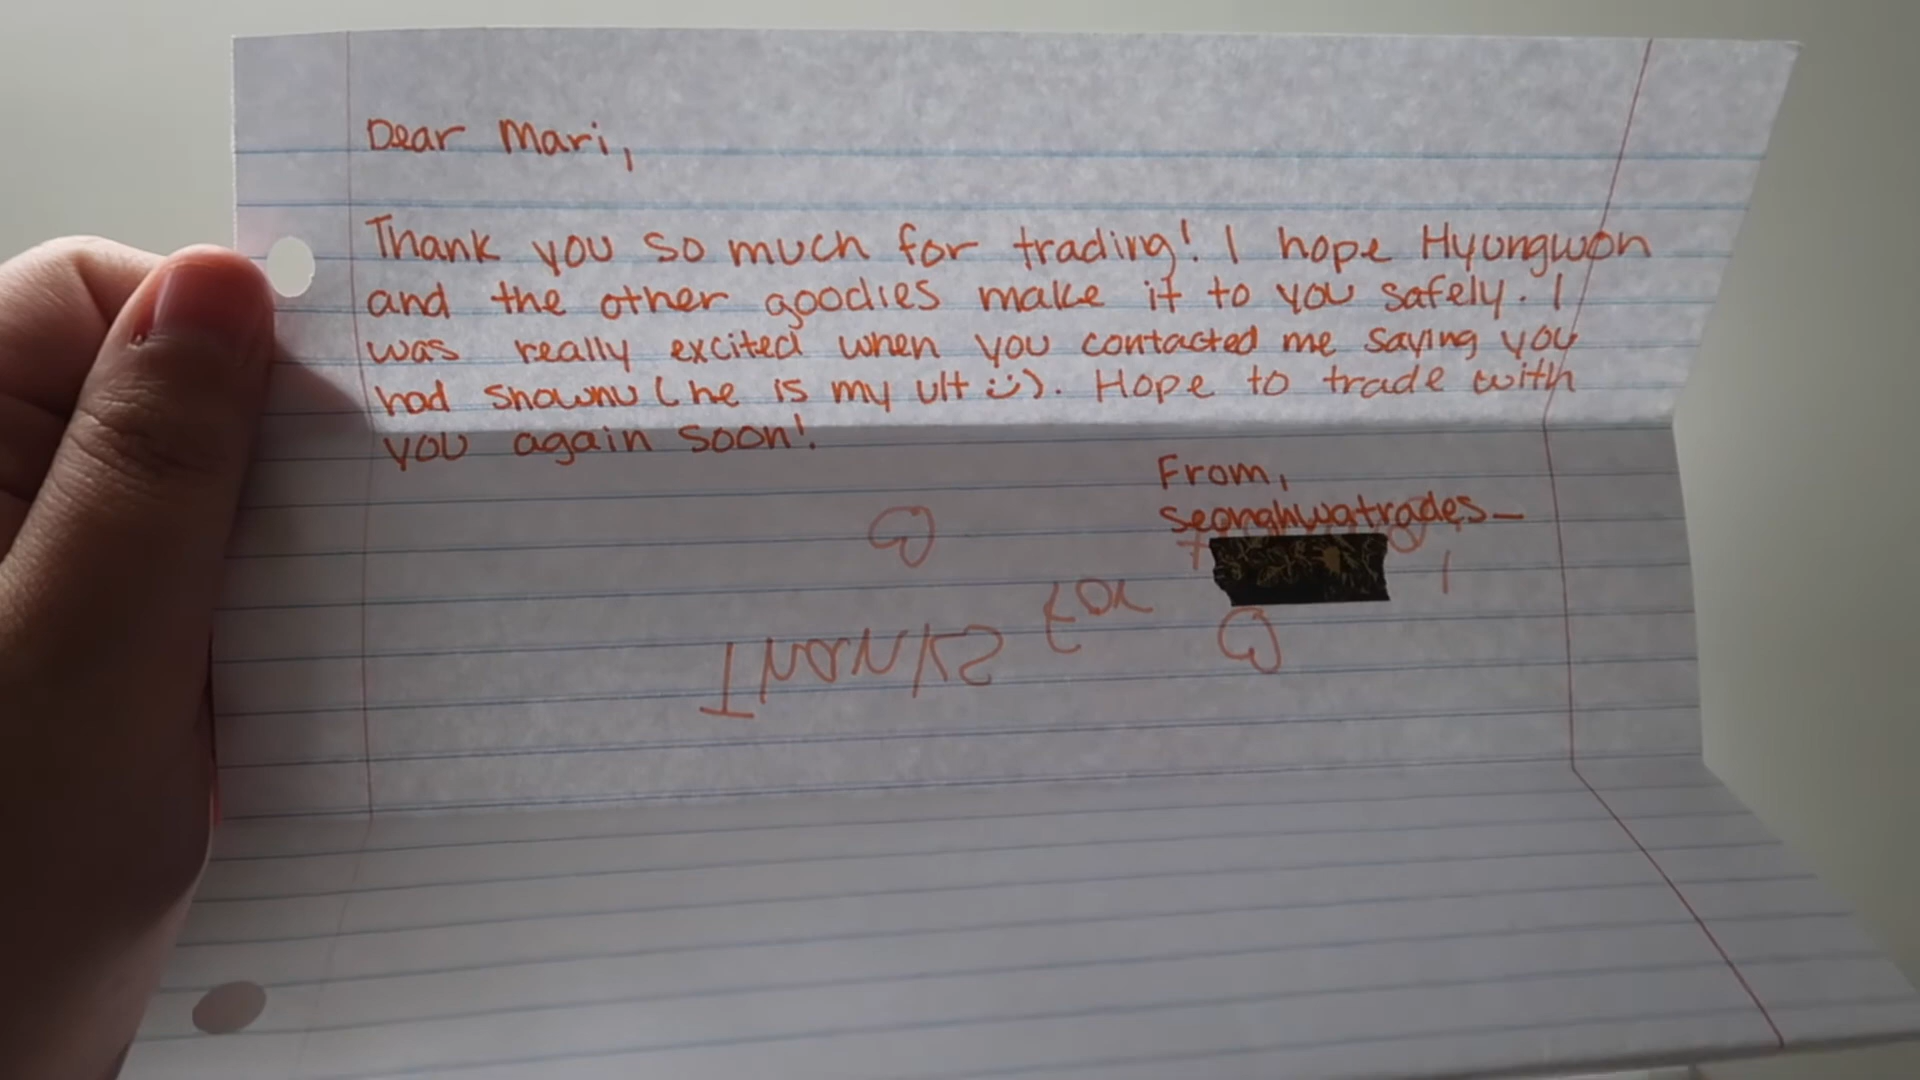 Dear Mari,
Thank you so much for trading! I hope Hyungwon
and the other goodies make it to you safely. I
was really excited when you contacted me saying you
had Shownu (he is my ult :)). Hope to trade with
you again soon!
From,
seonghwatrades_
Thanks for